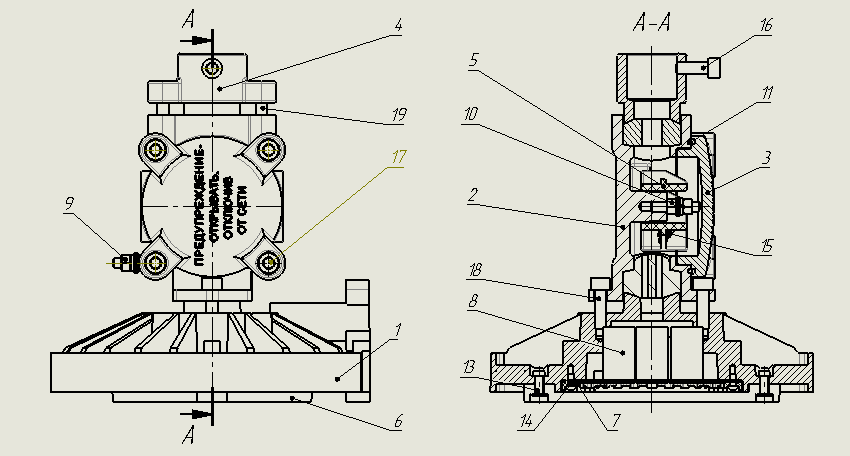 А
А-А
4
16
5
19
10
11
17
3
ПРЕДУПРЕЖДЕНИЕ-
ОТКРЫВАТЬ,
ОТКЛЮЧИВ
ОТ СЕТИ
9
2
15
18
8
1
13
А
6
14
7